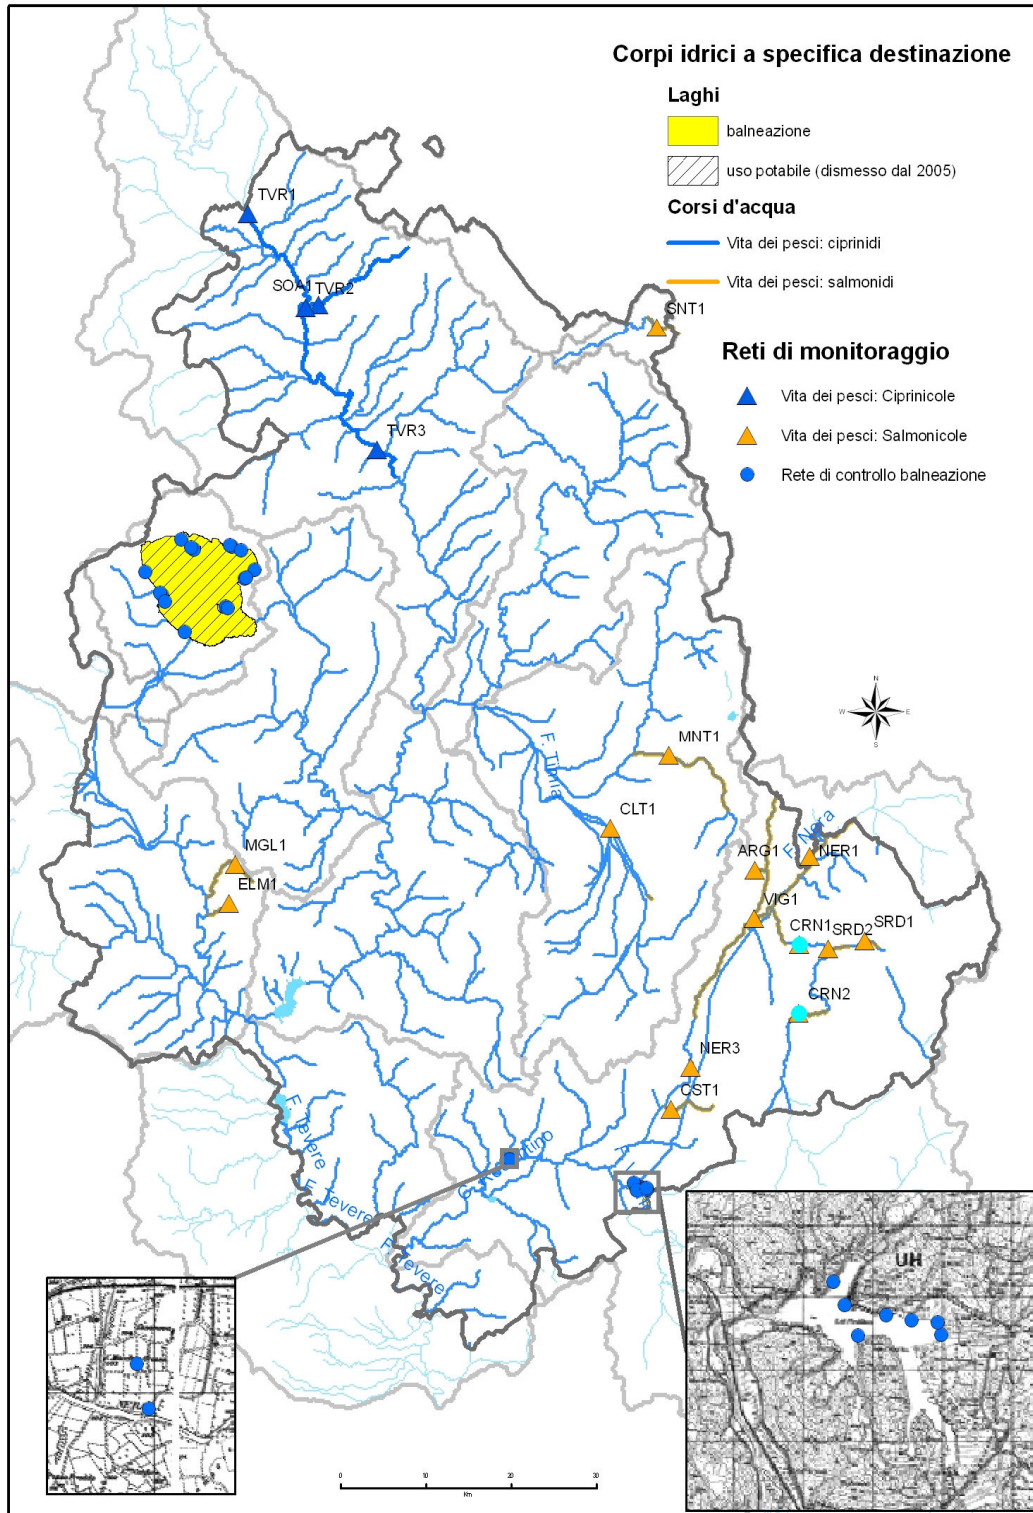 Corpi idrici a specifica destinazione
Laghi
balneazione
uso potabile (dismesso dal 2005)
Corsi d'acqua
Vita dei pesci: ciprinidi
Vita dei pesci: salmonidi
Reti di monitoraggio
Vita dei pesci: Ciprinicole
Vita dei pesci: Salmonicole
Rete di controllo balneazione
TVR1
SOA1
TVR2
SNT1
TVR3
N
W
E
S
MNT1
F. Timia
CLT1
F. Nera
MGL1
ARG1
NER1
ELM1
VIG1
CRN1
SRD2
SRD1
CRN2
NER3
CST1
F. Tevere
F. Tevere
F. Tevere
UH
0
10
20
30
Km